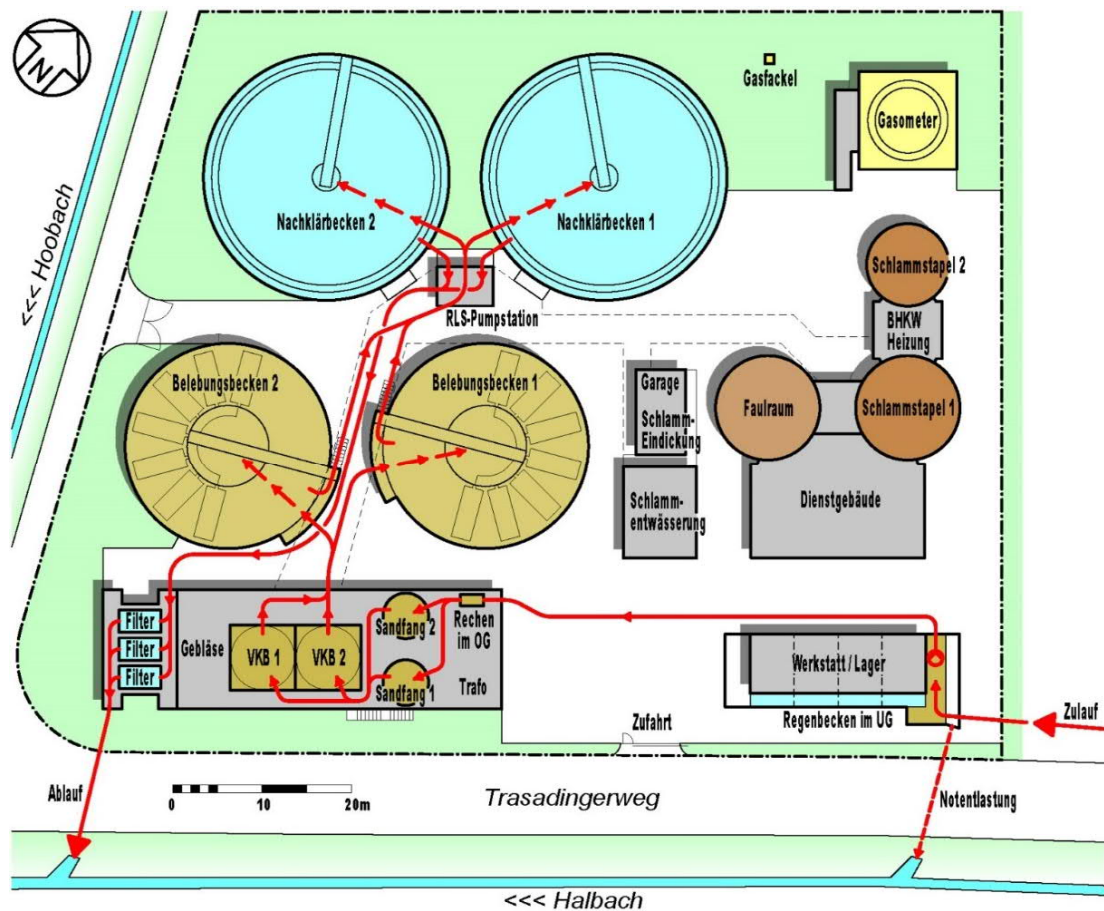 N
Gasfackel
Gasometer
<<< Hoobach
Nachklärbecken 2
Nachklärbecken 1
Schlammstapel 2
RLS-Pumpstation
BHKW
Heizung
Belebungsbecken 2
Belebungsbecken 1
Garage
Schlamm-
Eindickung
Faulraum
Schlammstapel 1
Schlamm-
entwässerung
Dienstgebäude
Filter
Filter
Filter
Gebläse
VKB 1
VKB 2
Sandfang 2
Sandfang 1
Rechen
im OG
Trafo
Werkstatt / Lager
Regenbecken im UG
Zufahrt
Zulauf
Ablauf
0 10 20m
Trasadingerweg
Notentlastung
<<< Halbach